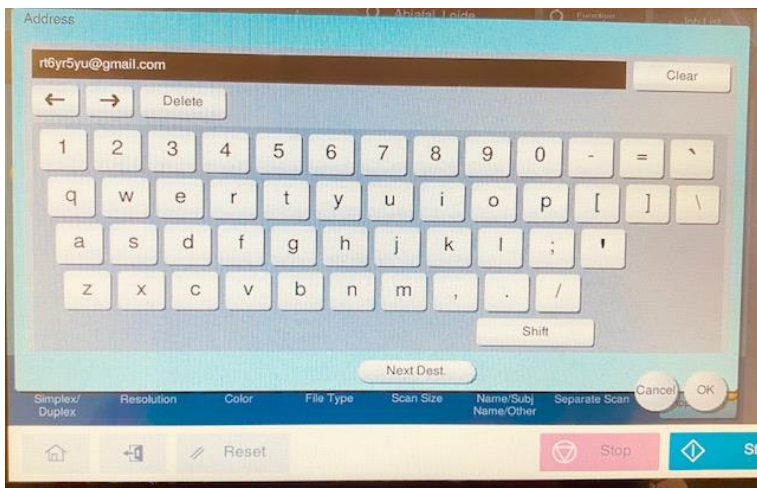 Address
rt6yr5yu@gmail.com
Clear
← → Delete
1 2 3 4 5 6 7 8 9 0 - = `
q w e r t y u i o p [ ] \
a s d f g h j k l ; '
z x c v b n m , . /
Shift
Next Dest.
Cancel OK
Simplex/ Resolution Color File Type Scan Size Name/Subj Separate Scan
Duplex Name/Other
Reset Stop